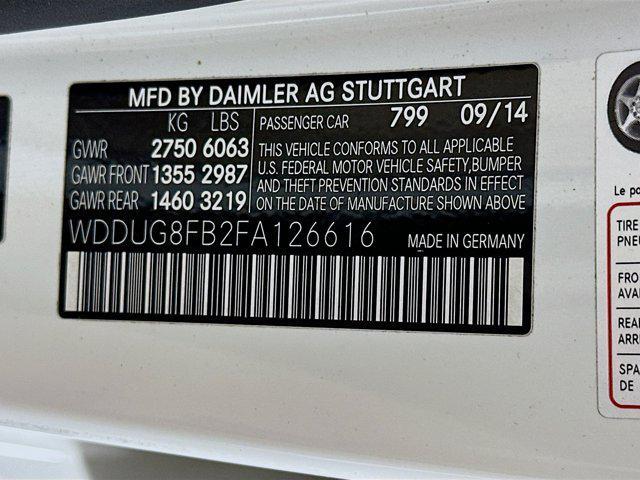 MFD BY DAIMLER AG STUTTGART
KG LBS
GVWR 2750 6063
GAWR FRONT 1355 2987
GAWR REAR 1460 3219
PASSENGER CAR 799 09/14
THIS VEHICLE CONFORMS TO ALL APPLICABLE
U.S. FEDERAL MOTOR VEHICLE SAFETY,BUMPER
AND THEFT PREVENTION STANDARDS IN EFFECT
ON THE DATE OF MANUFACTURE SHOWN ABOVE
WDDUG8FB2FA126616 MADE IN GERMANY
Le po
TIRE
PNEU
FRO
AVA
REA
ARR
SPA
DE